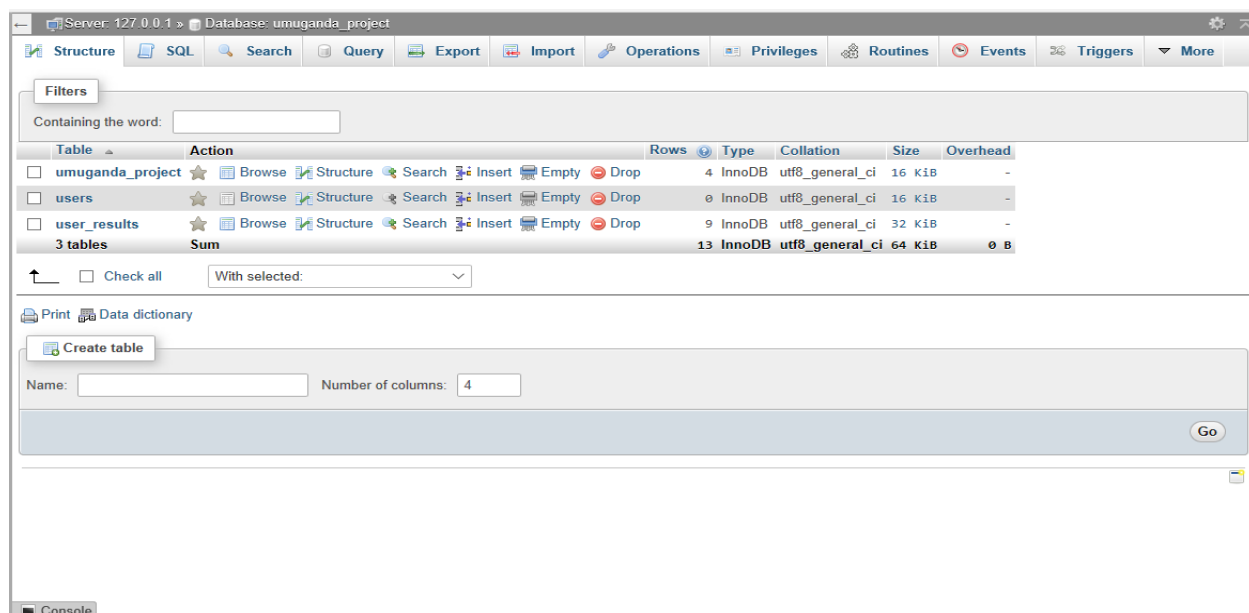 Server: 127.0.0.1 » Database: umuganda_project
Structure SQL Search Query Export Import Operations Privileges Routines Events Triggers More
Filters
Containing the word:
Table Action Rows Type Collation Size Overhead
umuganda_project Browse Structure Search Insert Empty Drop 4 InnoDB utf8_general_ci 16 KiB -
users Browse Structure Search Insert Empty Drop 0 InnoDB utf8_general_ci 16 KiB -
user_results Browse Structure Search Insert Empty Drop 9 InnoDB utf8_general_ci 32 KiB -
3 tables Sum 13 InnoDB utf8_general_ci 64 KiB 0 B
Check all With selected:
Print Data dictionary
Create table
Name: Number of columns: 4
Go
Console